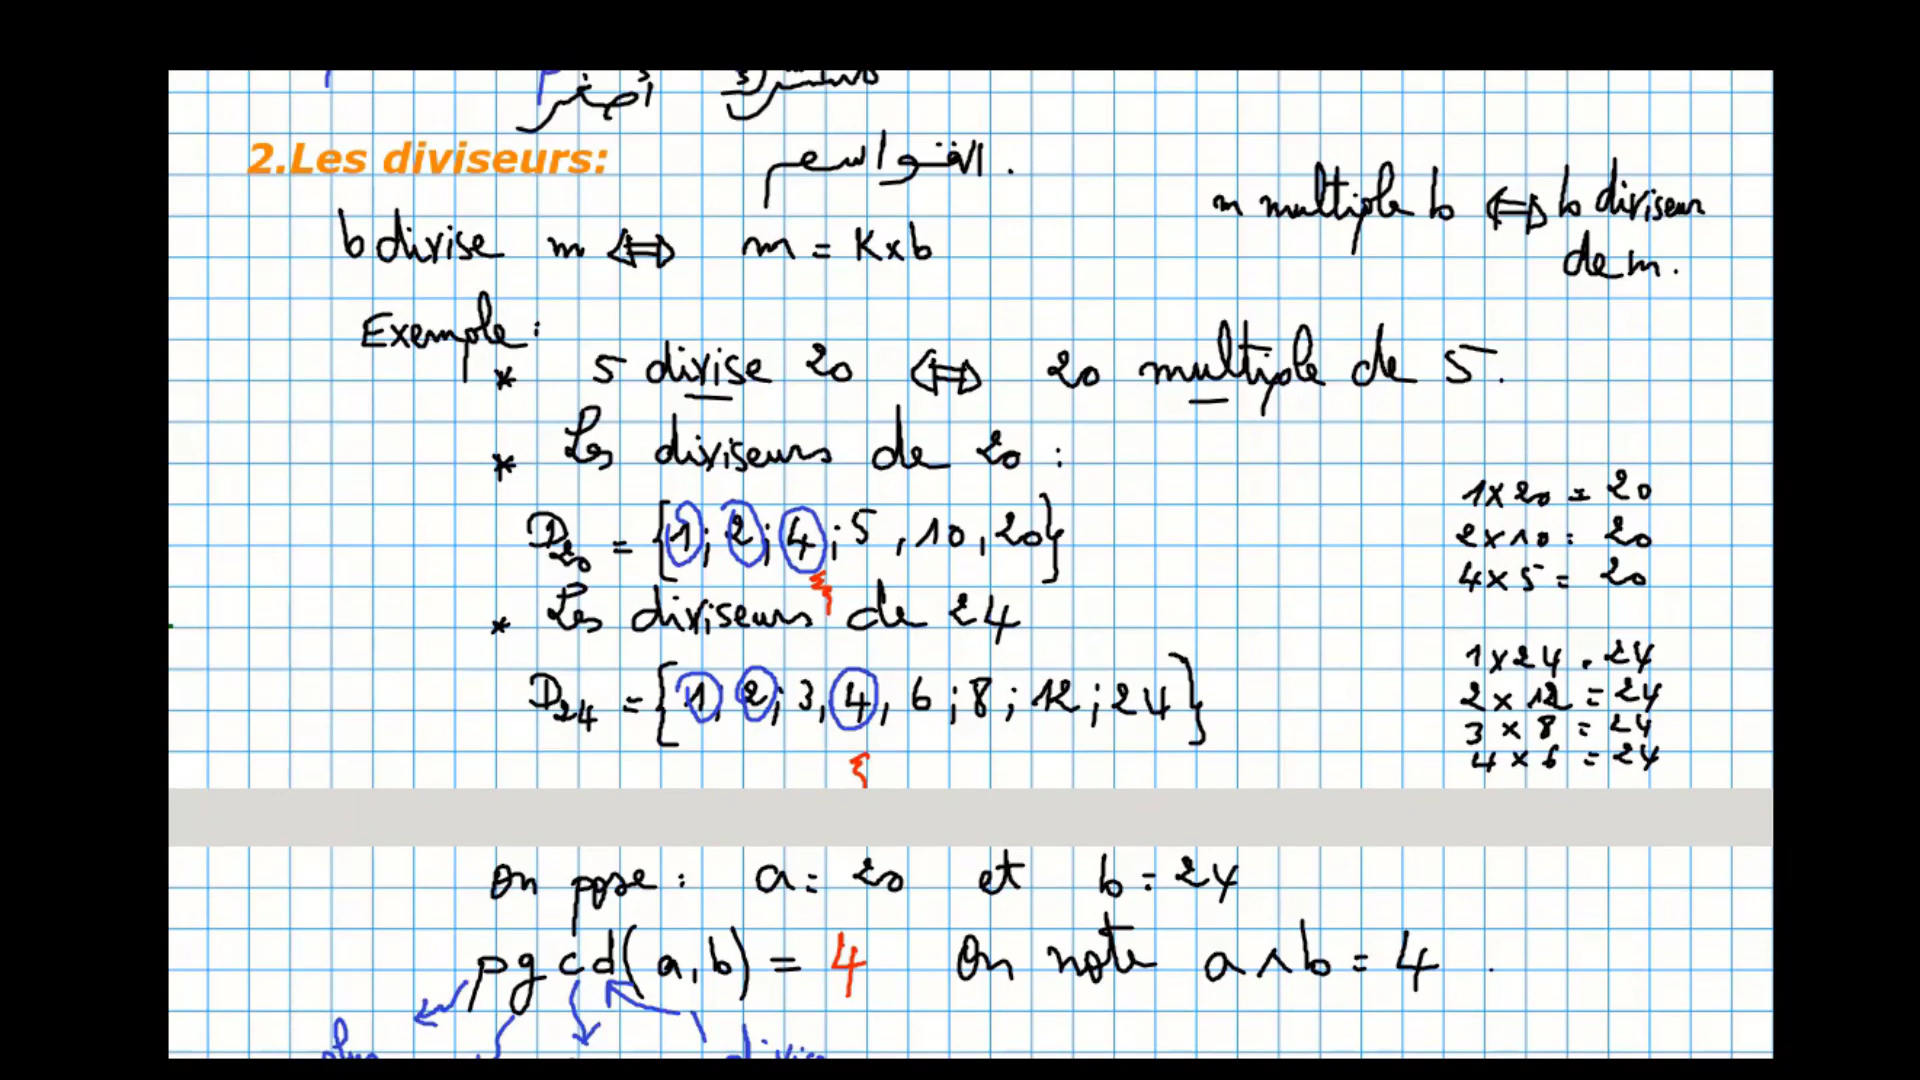 أصغر
2.Les diviseurs: القواسم.
m multiple b ⇔ b diviseur de m.
b divise m ⇔ m = K×b
Exemple:
* 5 divise 20 ⇔ 20 multiple de 5.
* Les diviseurs de 20 :
D20 = {1; 2; 4; 5, 10, 20}
1×20 = 20
2×10 = 20
4×5 = 20
* Les diviseurs de 24
D24 = {1, 2; 3, 4, 6; 8; 12; 24}
1×24 = 24
2 × 12 = 24
3 × 8 = 24
4 × 6 = 24
On pose : a = 20 et b = 24
pgcd(a,b) = 4 On note a∧b = 4.
plus